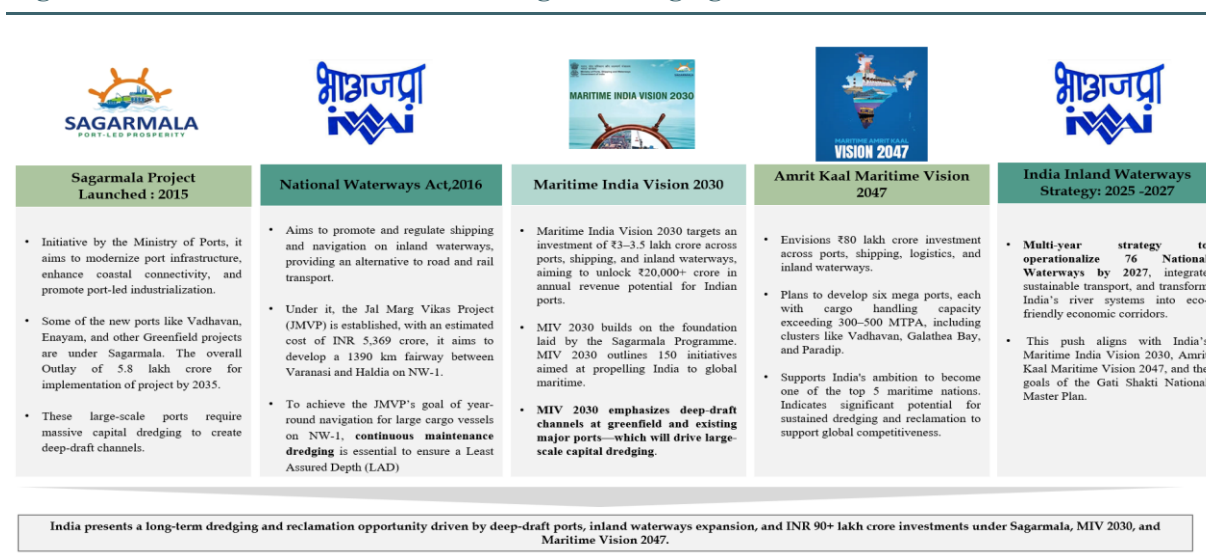 SAGARMALA
PORT-LED PROSPERITY
भाअजप्रा
iwai
MARITIME INDIA VISION 2030
MARITIME AMRIT KAAL
VISION 2047
भाअजप्रा
iwai
Sagarmala Project
Launched : 2015
• Initiative by the Ministry of Ports, it
aims to modernize port infrastructure,
enhance coastal connectivity, and
promote port-led industrialization.
• Some of the new ports like Vadhavan,
Enayam, and other Greenfield projects
are under Sagarmala. The overall
Outlay of 5.8 lakh crore for
implementation of project by 2035.
• These large-scale ports require
massive capital dredging to create
deep-draft channels.
National Waterways Act,2016
• Aims to promote and regulate shipping
and navigation on inland waterways,
providing an alternative to road and rail
transport.
• Under it, the Jal Marg Vikas Project
(JMVP) is established, with an estimated
cost of INR 5,369 crore, it aims to
develop a 1390 km fairway between
Varanasi and Haldia on NW-1.
• To achieve the JMVP's goal of year-
round navigation for large cargo vessels
on NW-1, continuous maintenance
dredging is essential to ensure a Least
Assured Depth (LAD)
Maritime India Vision 2030
• Maritime India Vision 2030 targets an
investment of ₹3–3.5 lakh crore across
ports, shipping, and inland waterways,
aiming to unlock ₹20,000+ crore in
annual revenue potential for Indian
ports.
• MIV 2030 builds on the foundation
laid by the Sagarmala Programme.
MIV 2030 outlines 150 initiatives
aimed at propelling India to global
maritime.
• MIV 2030 emphasizes deep-draft
channels at greenfield and existing
major ports—which will drive large-
scale capital dredging.
Amrit Kaal Maritime Vision
2047
• Envisions ₹80 lakh crore investment
across ports, shipping, logistics, and
inland waterways.
• Plans to develop six mega ports, each
with cargo handling capacity
exceeding 300–500 MTPA, including
clusters like Vadhavan, Galathea Bay,
and Paradip.
• Supports India's ambition to become
one of the top 5 maritime nations.
Indicates significant potential for
sustained dredging and reclamation to
support global competitiveness.
India Inland Waterways
Strategy: 2025 -2027
• Multi-year strategy to
operationalize 76 National
Waterways by 2027, integrate
sustainable transport, and transform
India's river systems into eco-
friendly economic corridors.
• This push aligns with India's
Maritime India Vision 2030, Amrit
Kaal Maritime Vision 2047, and the
goals of the Gati Shakti National
Master Plan.
India presents a long-term dredging and reclamation opportunity driven by deep-draft ports, inland waterways expansion, and INR 90+ lakh crore investments under Sagarmala, MIV 2030, and
Maritime Vision 2047.